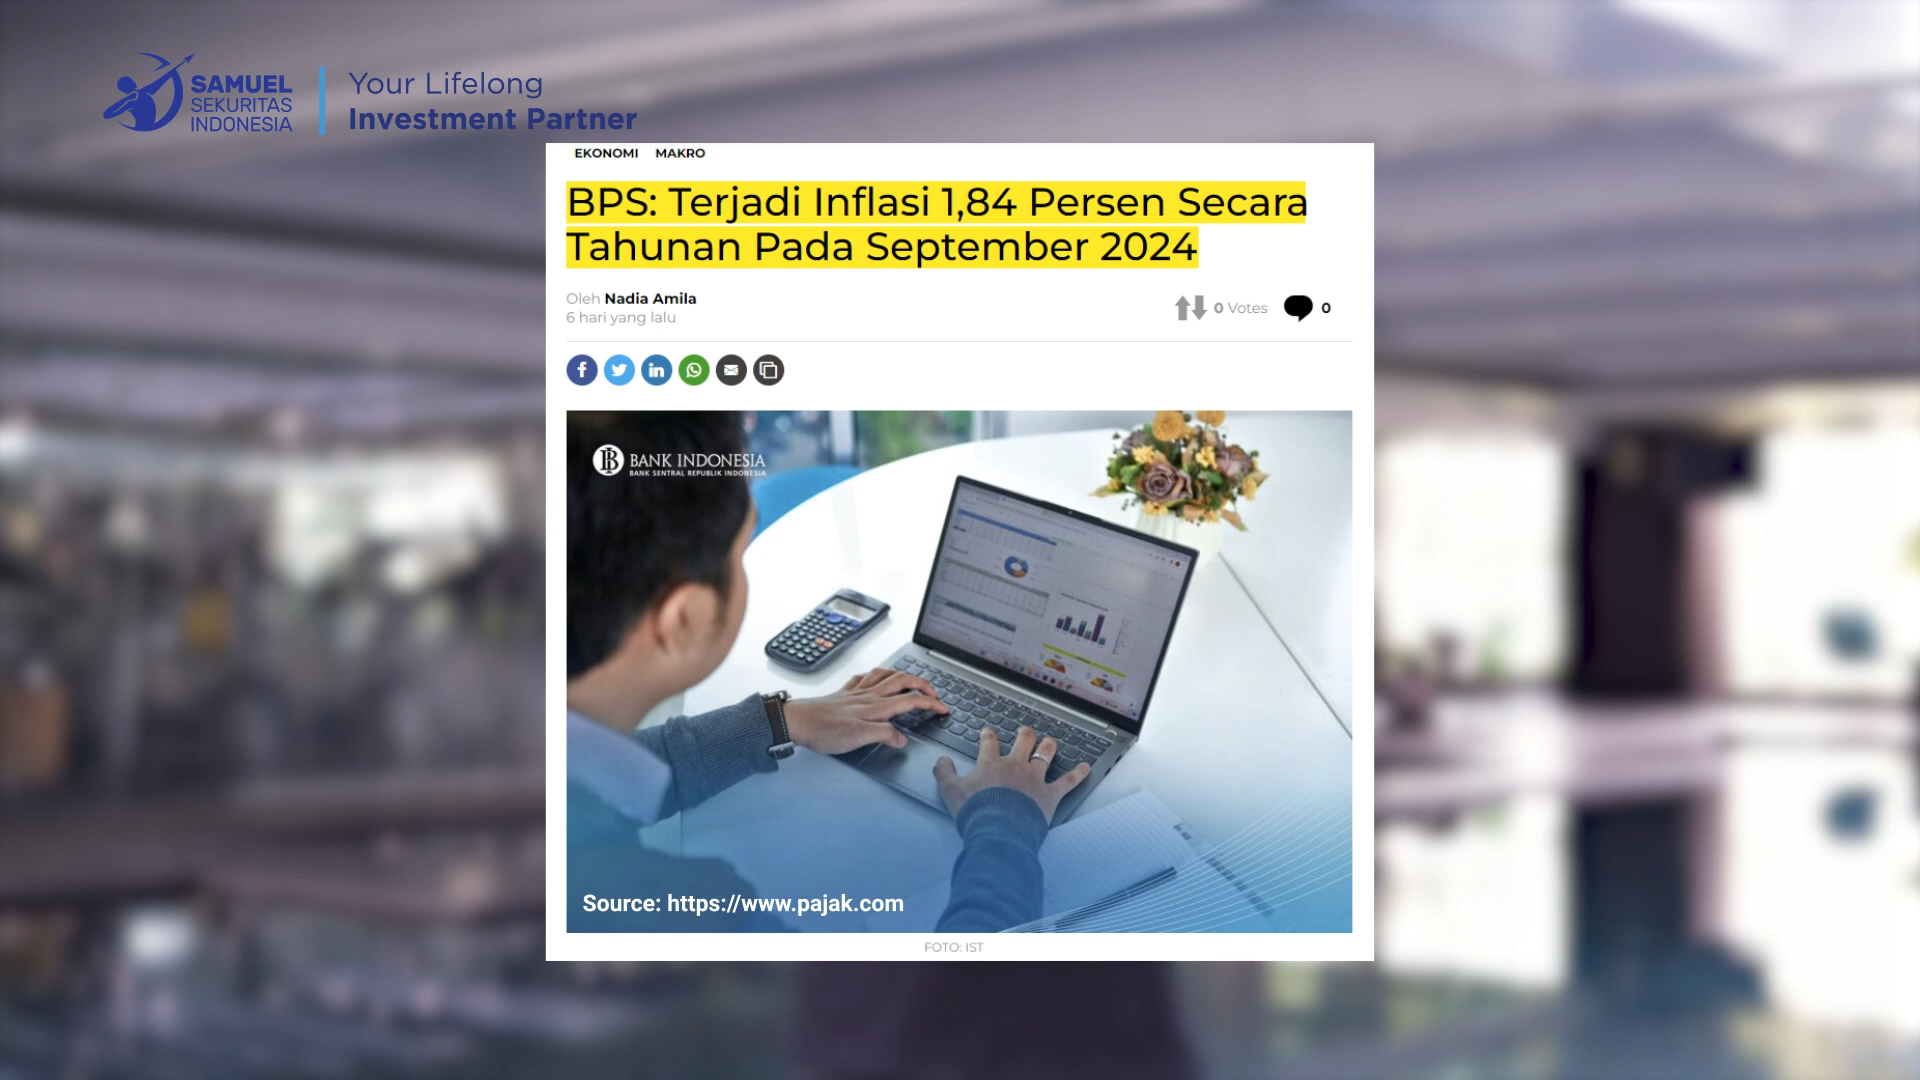 SAMUEL
SEKURITAS
INDONESIA
Your Lifelong
Investment Partner
EKONOMI MAKRO
BPS: Terjadi Inflasi 1,84 Persen Secara
Tahunan Pada September 2024
Oleh Nadia Amila
6 hari yang lalu
0 Votes 0
BANK INDONESIA
BANK SENTRAL REPUBLIK INDONESIA
Source: https://www.pajak.com
FOTO: IST